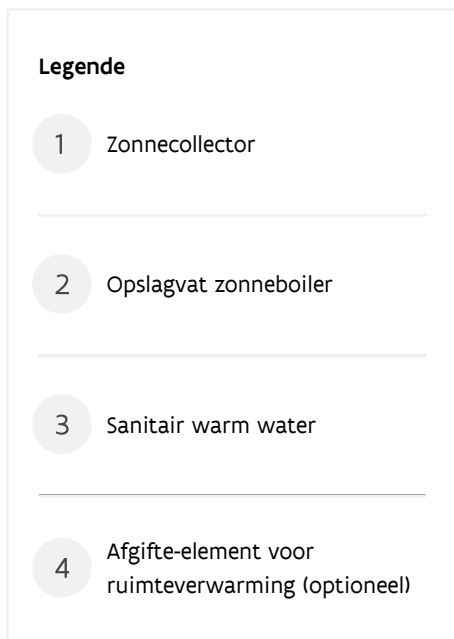 Legende
1 Zonnecollector
2 Opslagvat zonneboiler
3 Sanitair warm water
4 Afgifte-element voor
ruimteverwarming (optioneel)